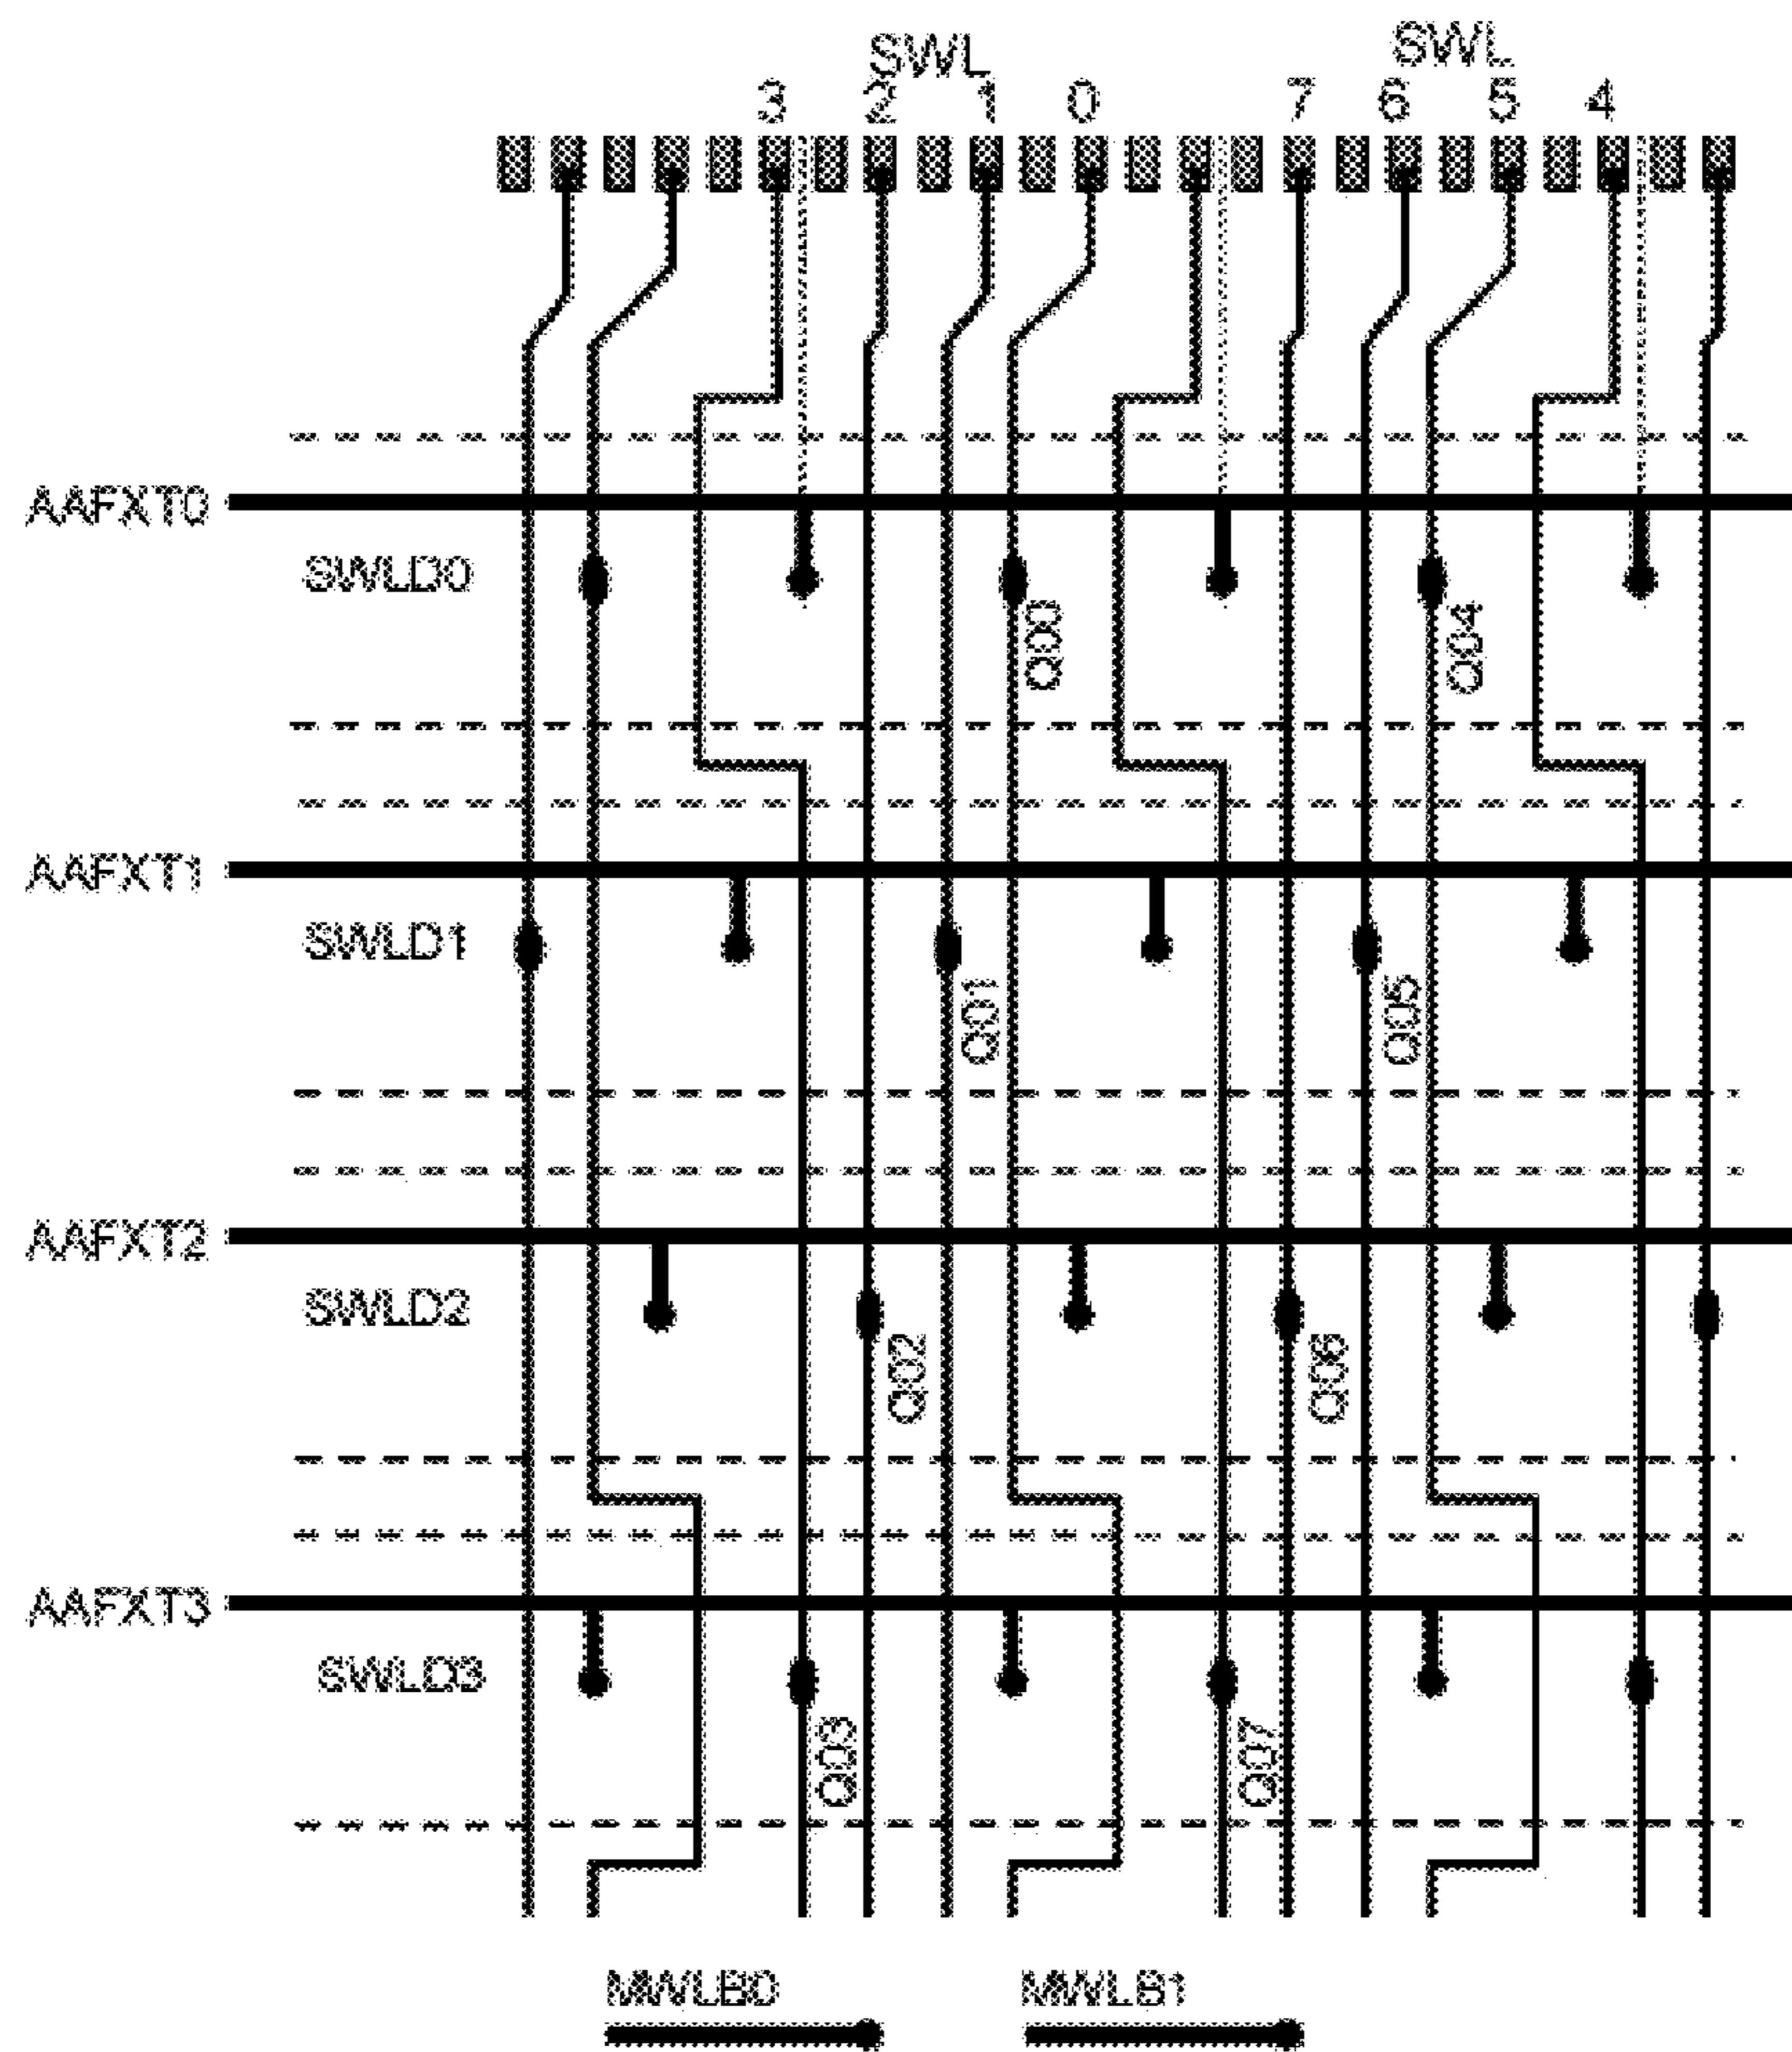 SWL SWL
3 2 1 0 7 6 5 4
AAFXT0
SWLD0
Q00
Q04
AAFXT1
SWLD1
Q01
Q05
AAFXT2
SWLD2
Q02
Q06
AAFXT3
SWLD3
Q03
Q07
MWLB0 MWLB1